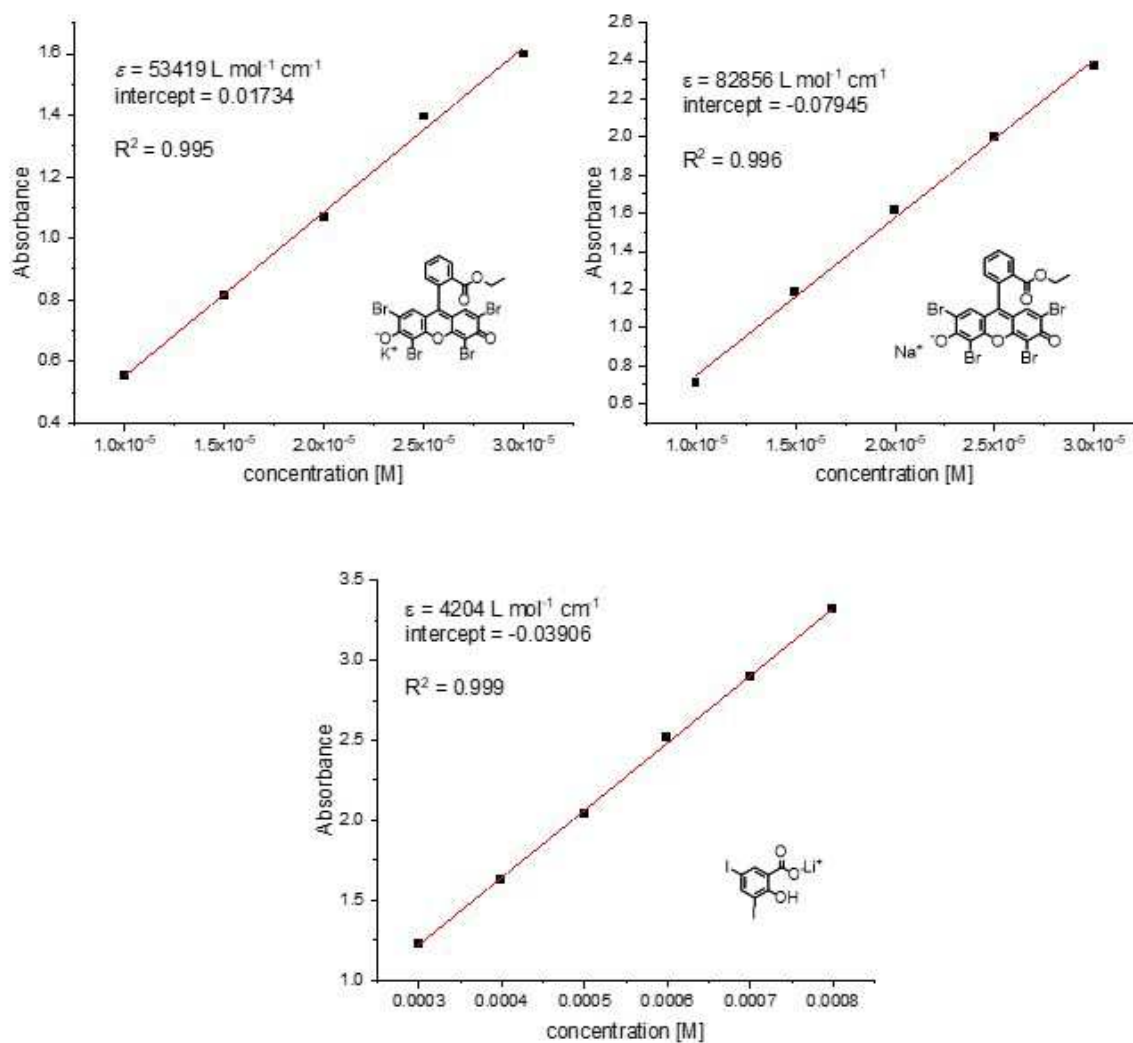 ε = 53419 L mol⁻¹ cm⁻¹
intercept = 0.01734
R² = 0.995
Absorbance
1.6
1.4
1.2
1.0
0.8
0.6
0.4
1.0x10⁻⁵
1.5x10⁻⁵
2.0x10⁻⁵
2.5x10⁻⁵
3.0x10⁻⁵
concentration [M]
O
O
Br
Br
⁻O
O
O
K⁺
Br
Br
ε = 82856 L mol⁻¹ cm⁻¹
intercept = -0.07945
R² = 0.996
Absorbance
2.6
2.4
2.2
2.0
1.8
1.6
1.4
1.2
1.0
0.8
0.6
1.0x10⁻⁵
1.5x10⁻⁵
2.0x10⁻⁵
2.5x10⁻⁵
3.0x10⁻⁵
concentration [M]
O
O
Br
Br
Na⁺
⁻O
O
O
Br
Br
ε = 4204 L mol⁻¹ cm⁻¹
intercept = -0.03906
R² = 0.999
Absorbance
3.5
3.0
2.5
2.0
1.5
1.0
0.0003
0.0004
0.0005
0.0006
0.0007
0.0008
concentration [M]
O
I
O⁻Li⁺
OH
I